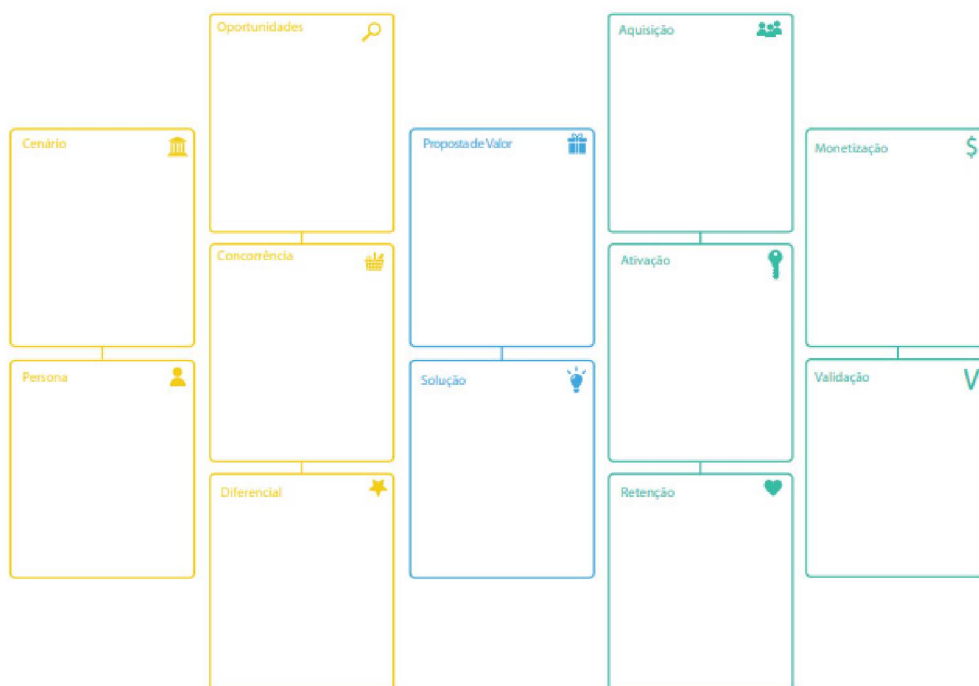 Cenário
Persona
Oportunidades
Concorrência
Diferencial
Proposta de Valor
Solução
Aquisição
Ativação
Retenção
Monetização
$
Validação
V